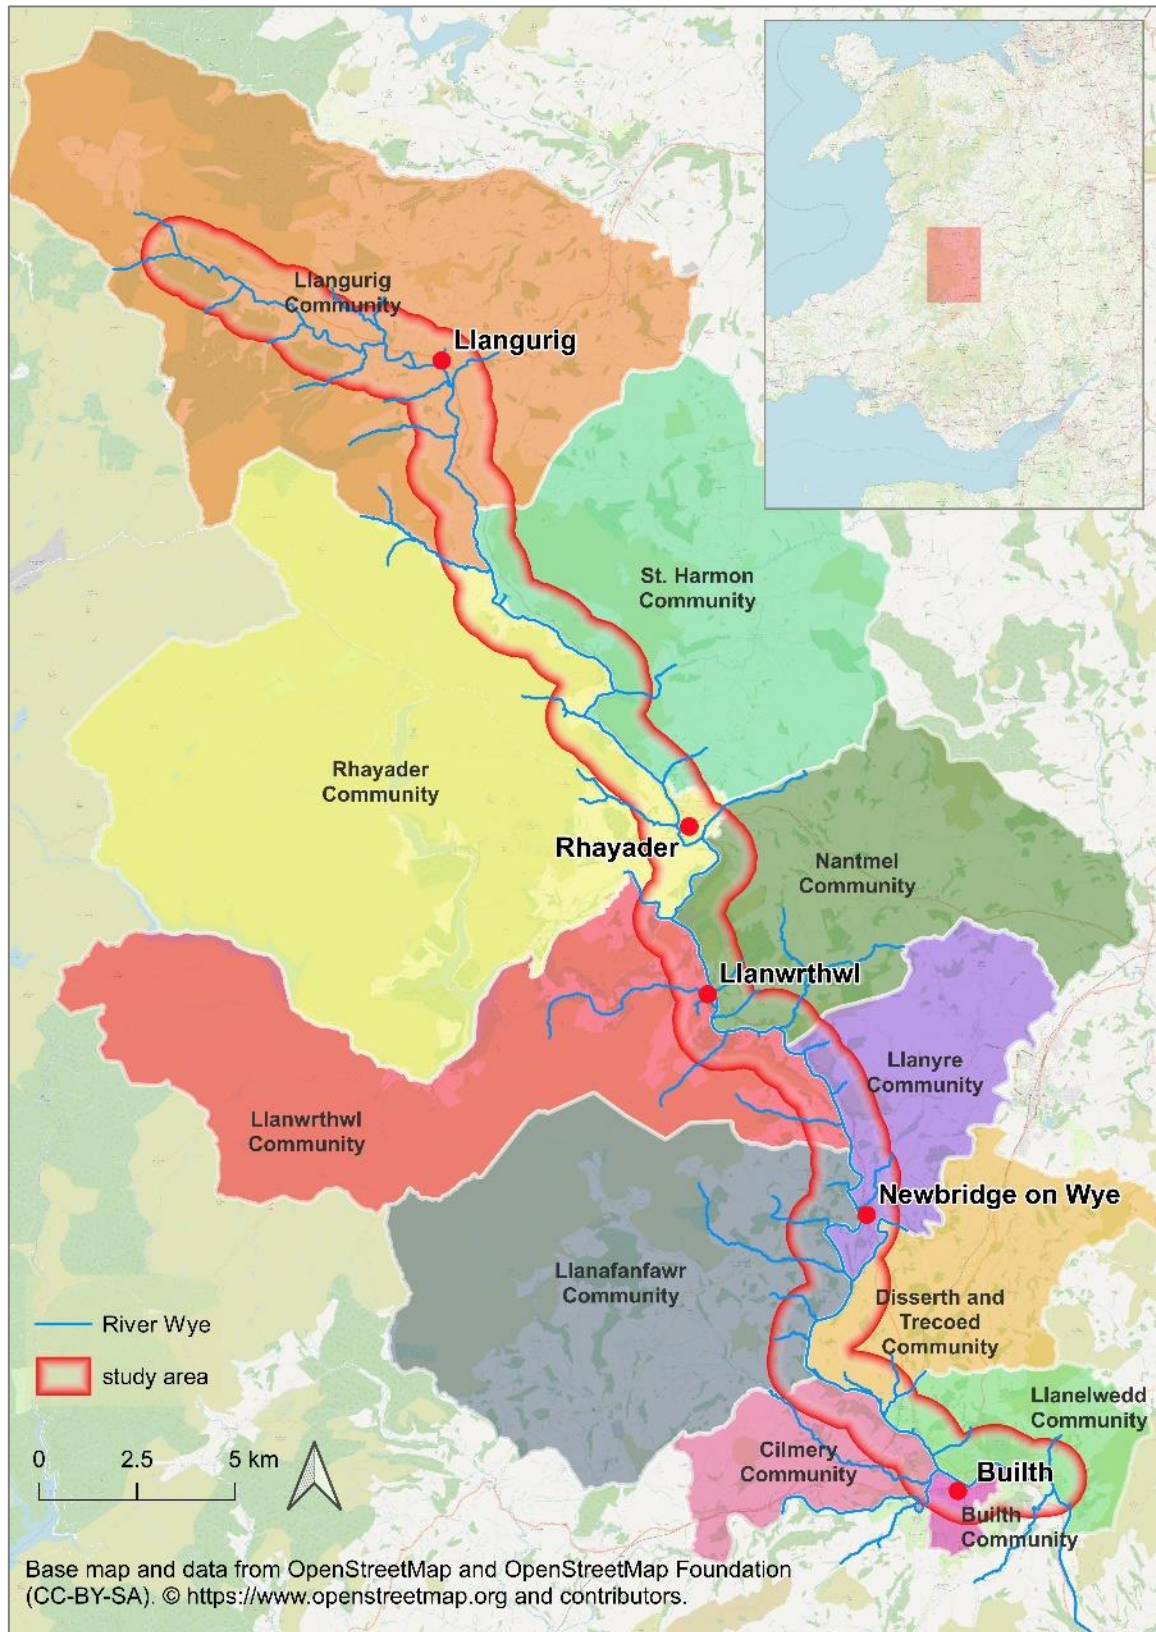 Llangurig
Community
Llangurig
St. Harmon
Community
Rhayader
Community
Rhayader
Nantmel
Community
Llanwrthwl
Llanyre
Community
Llanwrthwl
Community
Newbridge on Wye
Llanafanfawr
Community
Disserth and
Trecoed
Community
River Wye
study area
Llanelwedd
Community
Cilmery
Community
Builth
Builth
Community
0 2.5 5 km
Base map and data from OpenStreetMap and OpenStreetMap Foundation
(CC-BY-SA). © https://www.openstreetmap.org and contributors.